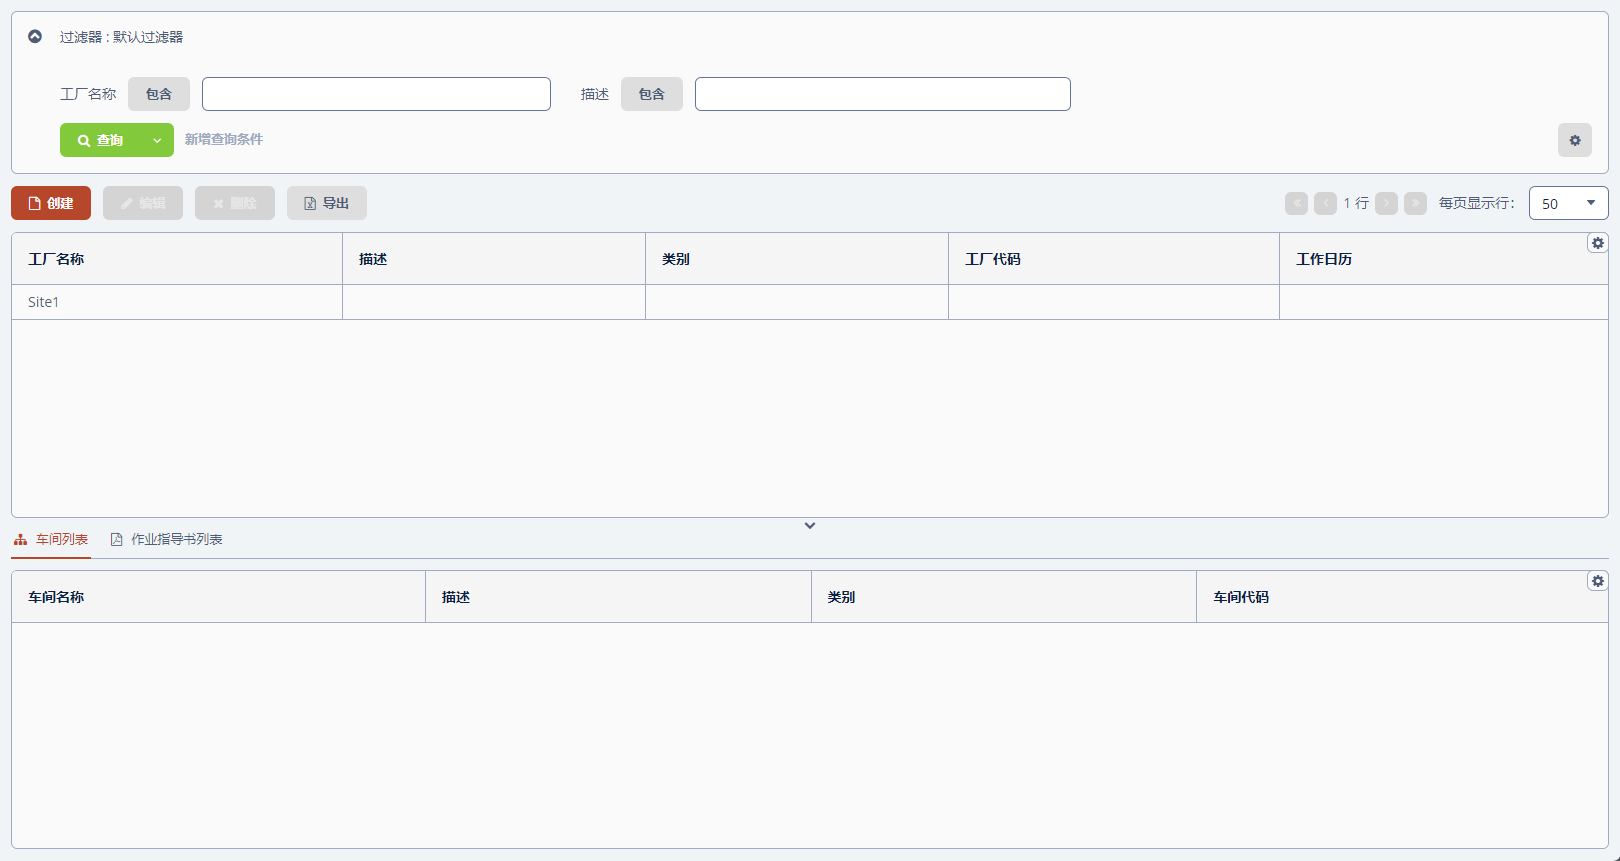 过滤器 : 默认过滤器
工厂名称 包含 描述 包含
查询 新增查询条件
创建 编辑 删除 导出 1 行 每页显示行： 50
工厂名称 描述 类别 工厂代码 工作日历
Site1
车间列表 作业指导书列表
车间名称 描述 类别 车间代码